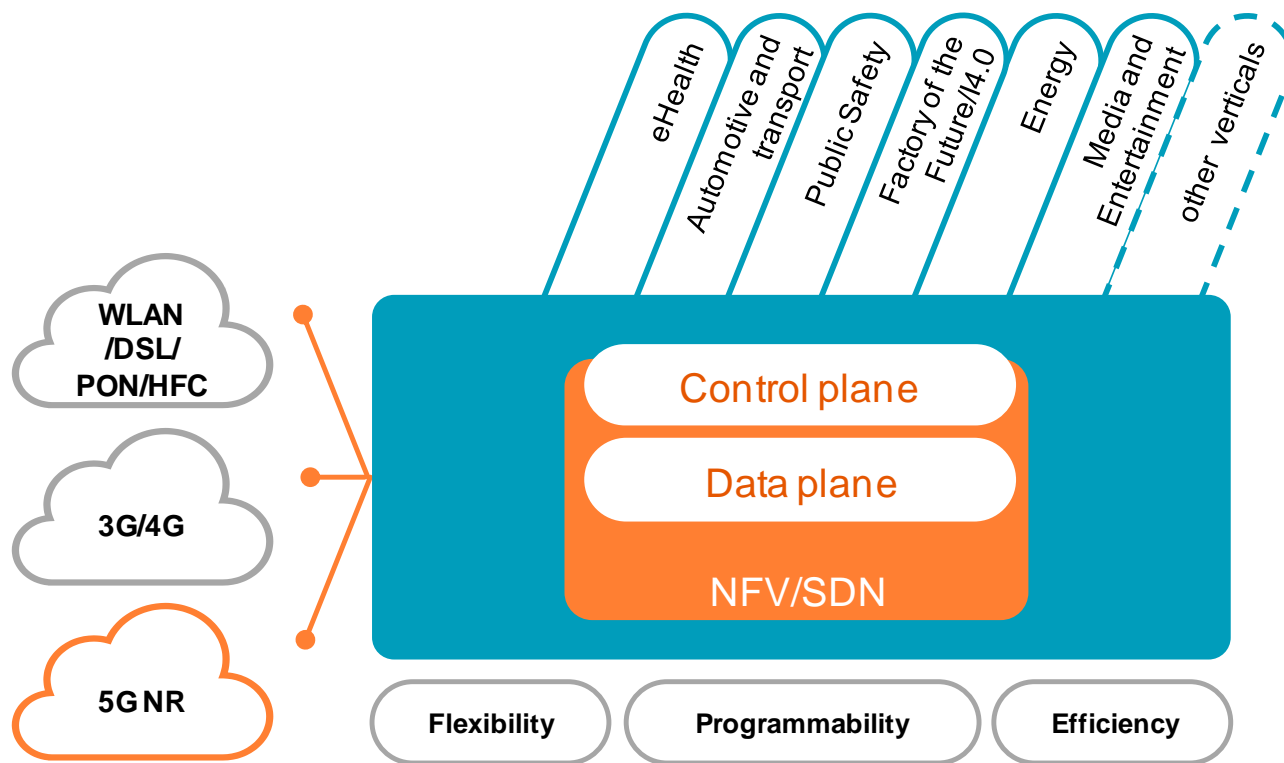 eHealth
Automotive and
transport
Public Safety
Factory of the
Future/I4.0
Energy
Media and
Entertainment
other verticals
WLAN
/DSL/
PON/HFC
3G/4G
5G NR
Control plane
Data plane
NFV/SDN
Flexibility
Programmability
Efficiency